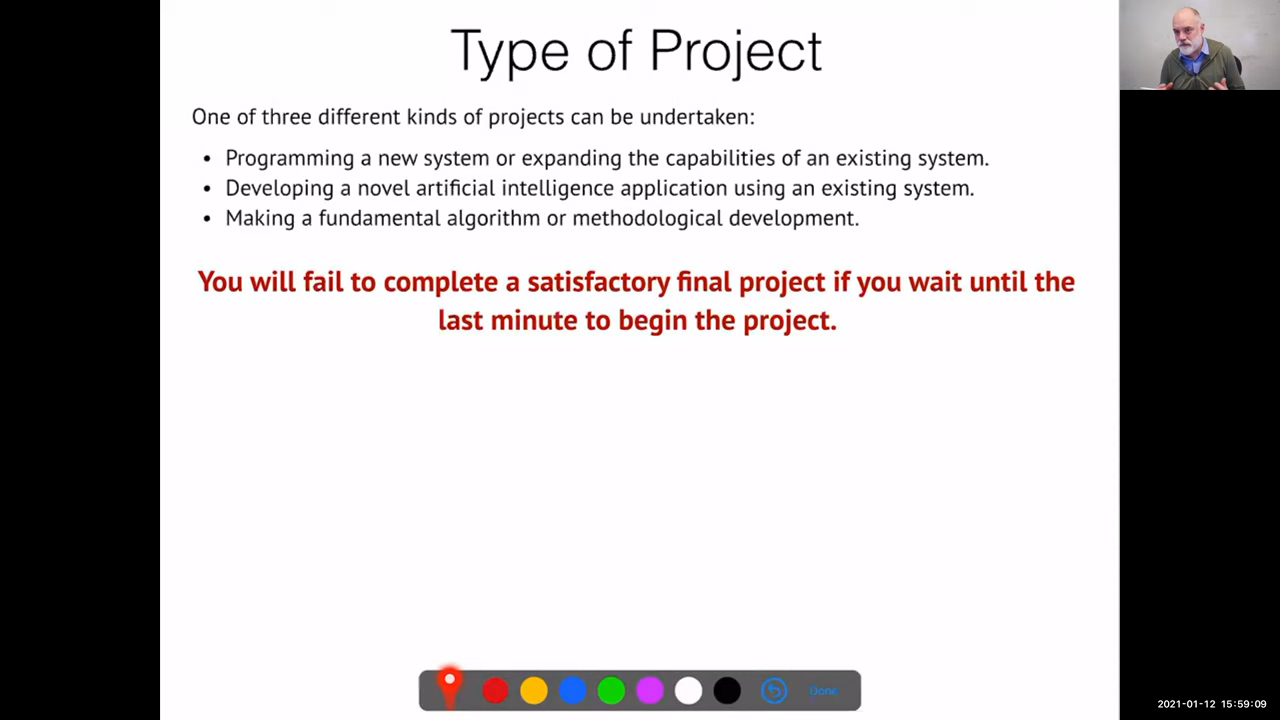 Type of Project
One of three different kinds of projects can be undertaken:
• Programming a new system or expanding the capabilities of an existing system.
• Developing a novel artificial intelligence application using an existing system.
• Making a fundamental algorithm or methodological development.
You will fail to complete a satisfactory final project if you wait until the
last minute to begin the project.
Done
2021-01-12 15:59:09